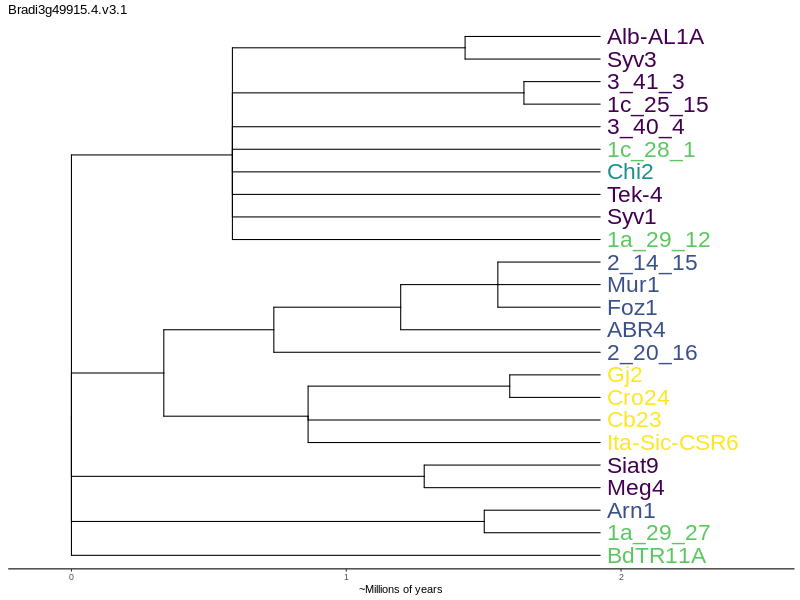 Bradi3g49915.4.v3.1
Alb-AL1A
Syv3
3_41_3
1c_25_15
3_40_4
1c_28_1
Chi2
Tek-4
Syv1
1a_29_12
2_14_15
Mur1
Foz1
ABR4
2_20_16
Gj2
Cro24
Cb23
Ita-Sic-CSR6
Siat9
Meg4
Arn1
1a_29_27
BdTR11A
0 1 2
~Millions of years